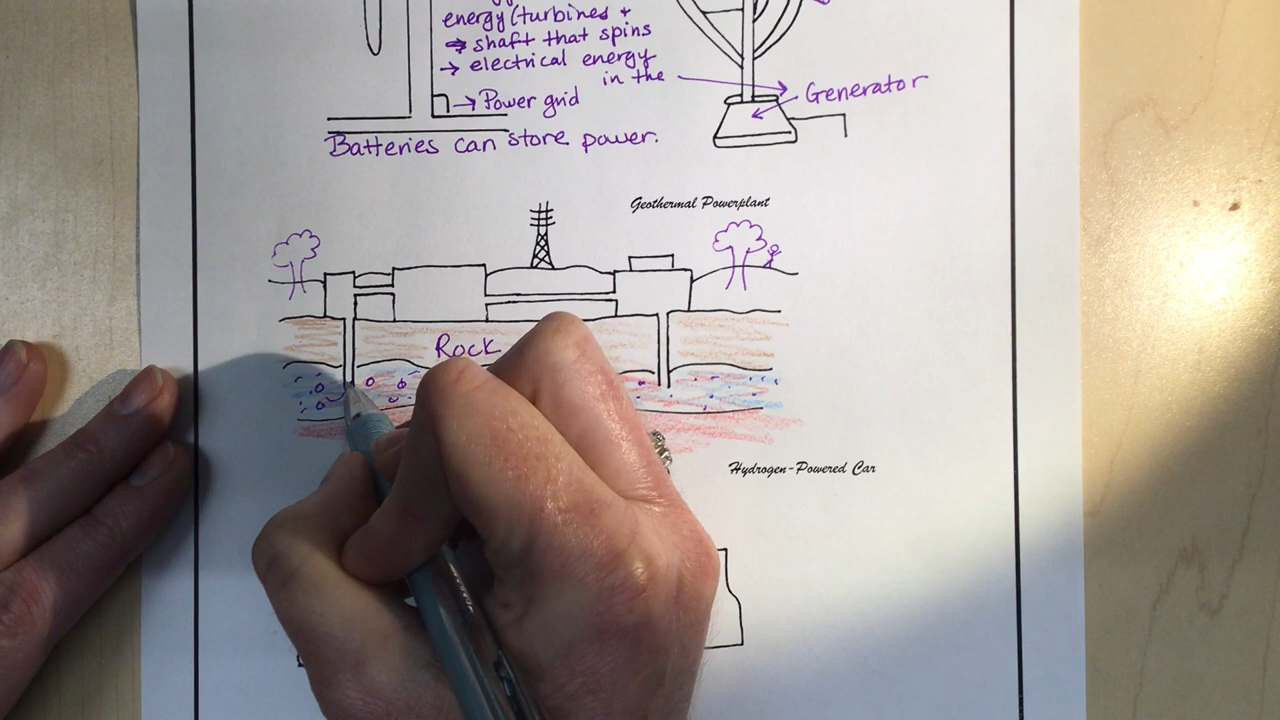 energy (turbines +
→ shaft that spins
→ electrical energy
in the
→ Power grid
Generator
Batteries can store power.
Geothermal Powerplant
Rock
Hydrogen-Powered Car